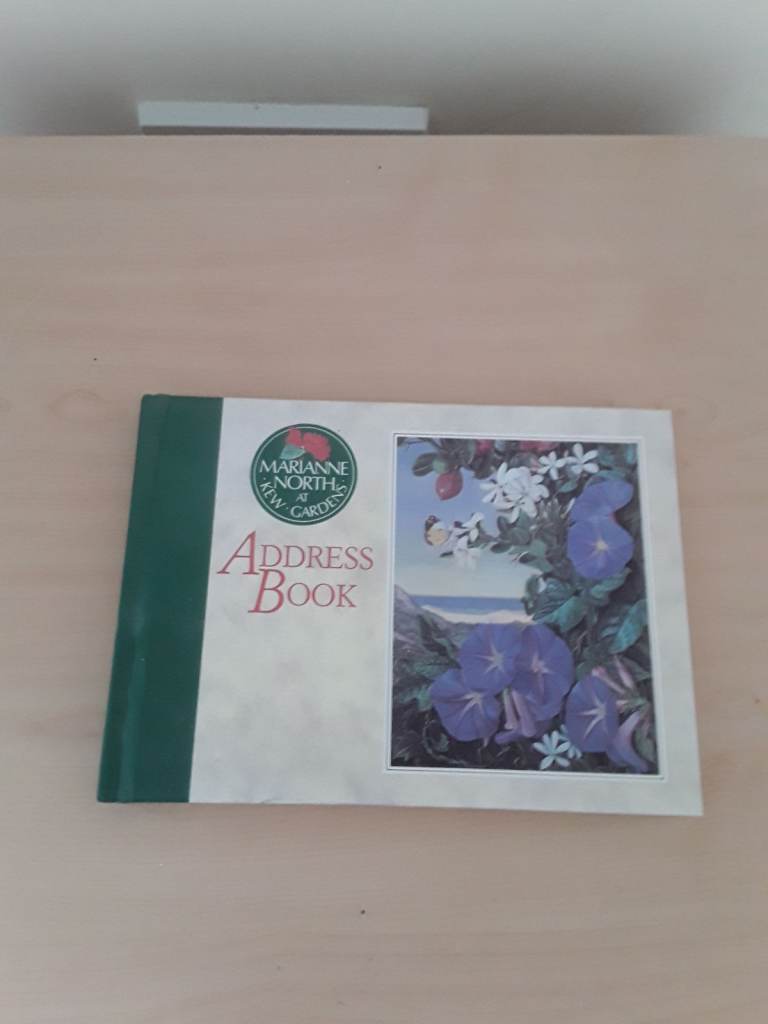 MARIANNE
NORTH
AT
· KEW · GARDENS ·
ADDRESS
BOOK